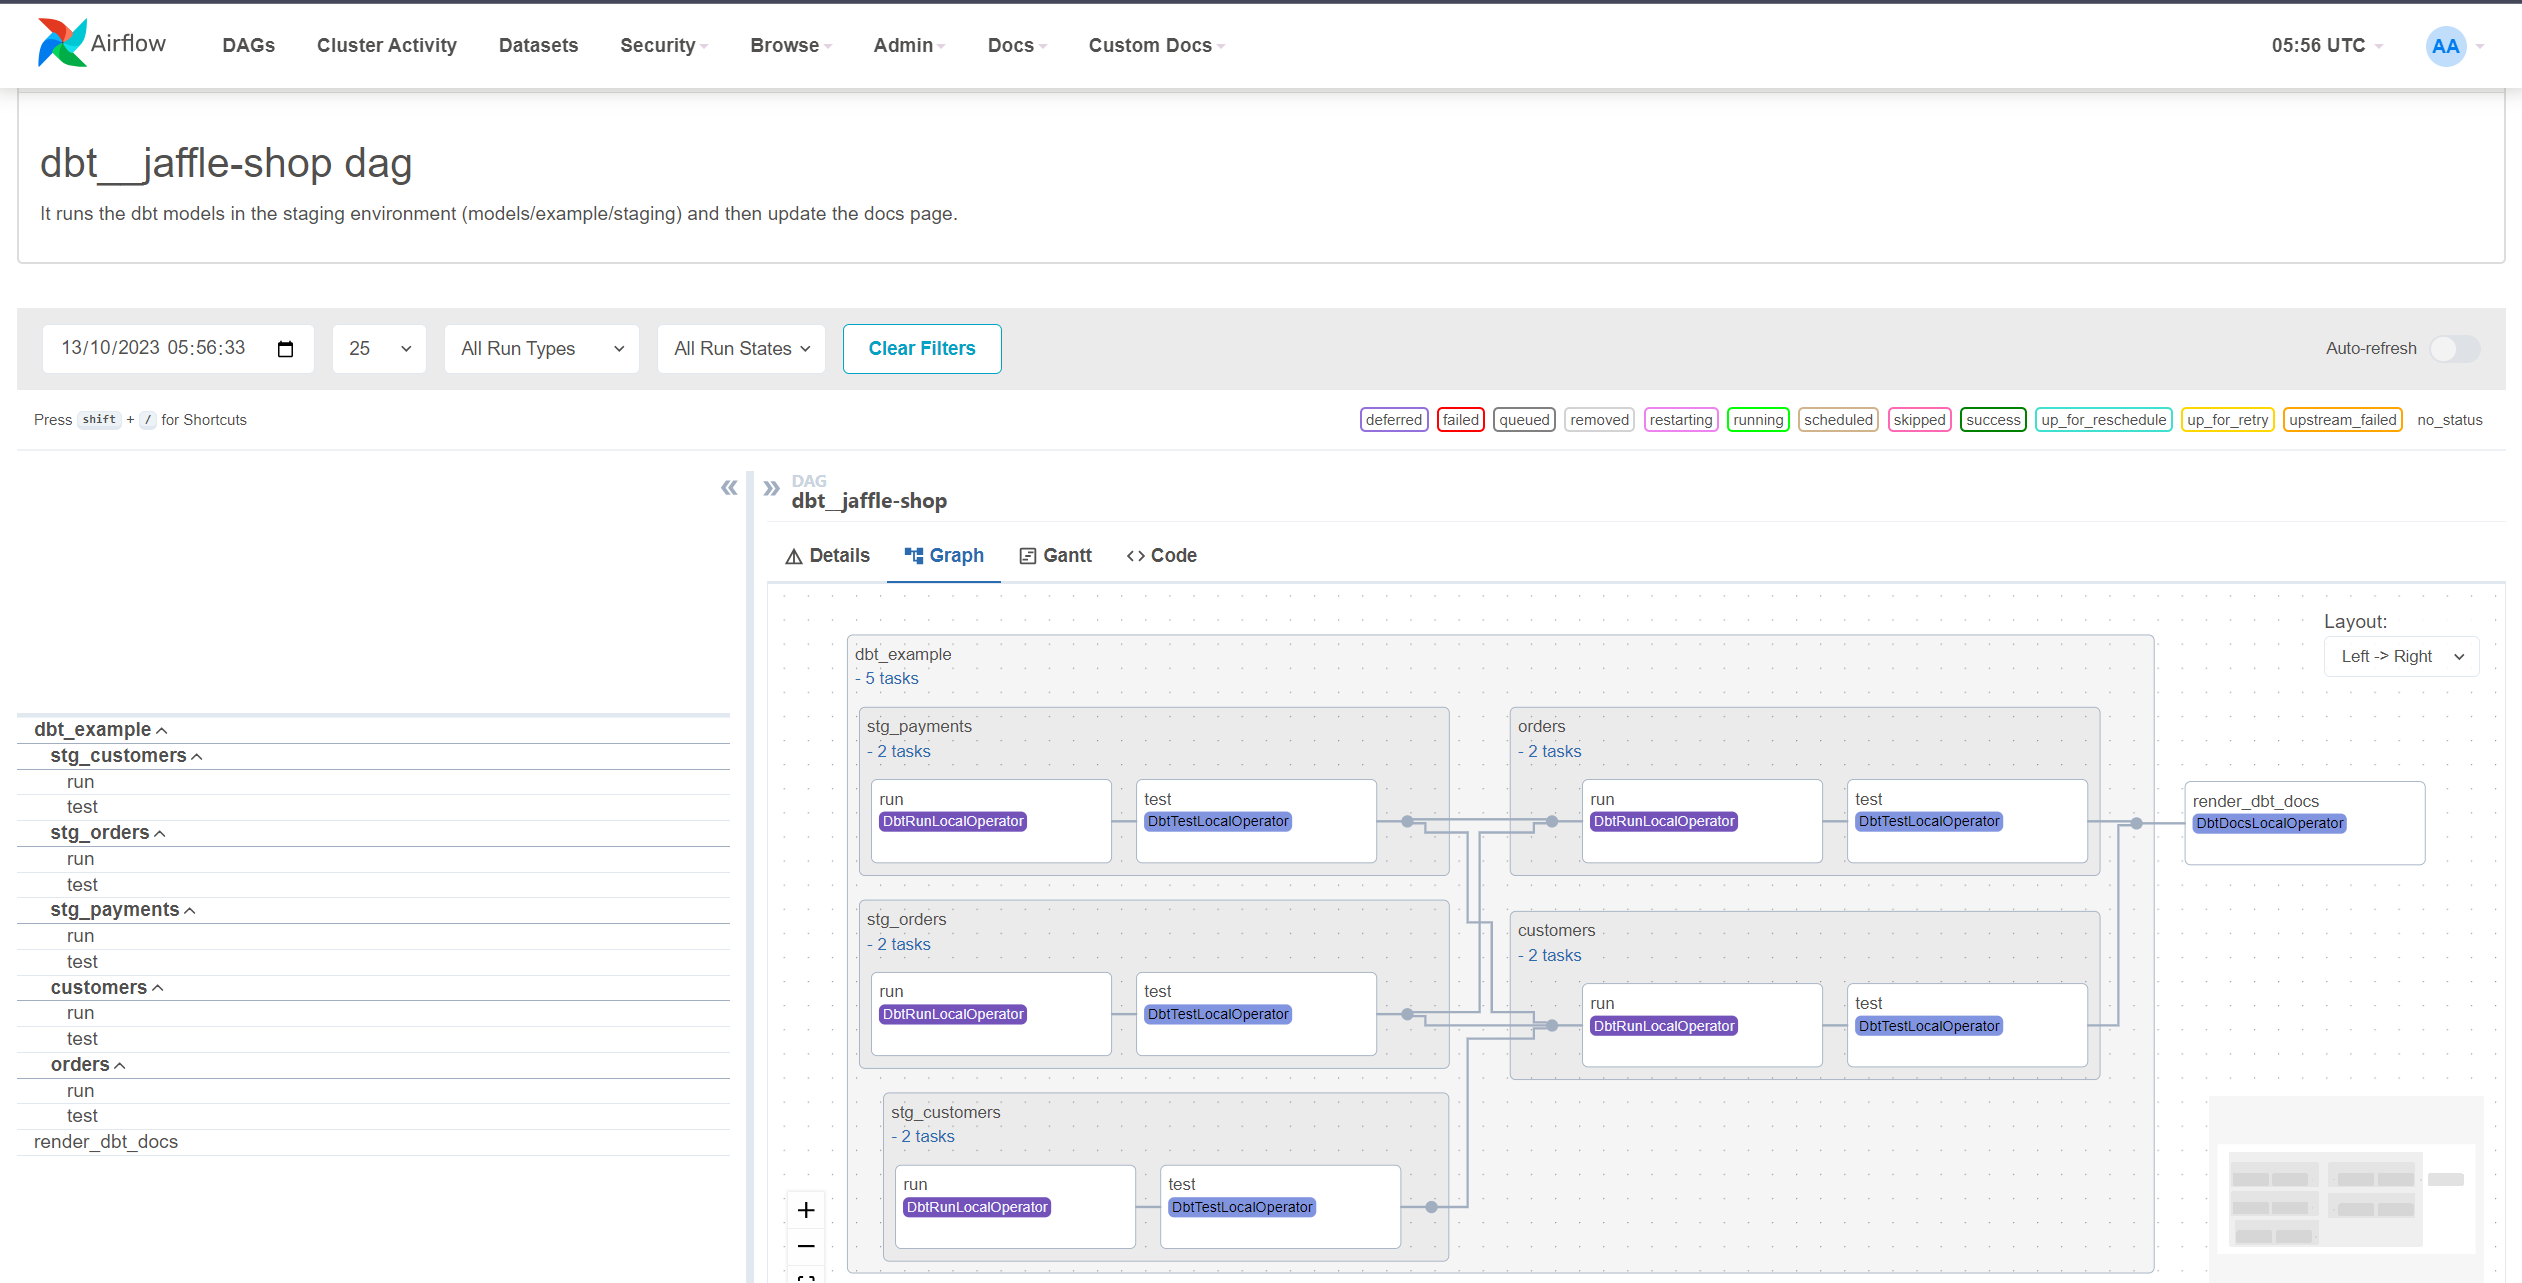 Airflow
DAGs
Cluster Activity
Datasets
Security
Browse
Admin
Docs
Custom Docs
05:56 UTC
AA
dbt__jaffle-shop dag
It runs the dbt models in the staging environment (models/example/staging) and then update the docs page.
13/10/2023 05:56:33
25
All Run Types
All Run States
Clear Filters
Auto-refresh
Press shift + / for Shortcuts
deferred
failed
queued
removed
restarting
running
scheduled
skipped
success
up_for_reschedule
up_for_retry
upstream_failed
no_status
dbt_example
stg_customers
run
test
stg_orders
run
test
stg_payments
run
test
customers
run
test
orders
run
test
render_dbt_docs
DAG
dbt__jaffle-shop
Details
Graph
Gantt
Code
Layout:
Left -> Right
dbt_example
- 5 tasks
stg_payments
- 2 tasks
run
DbtRunLocalOperator
test
DbtTestLocalOperator
orders
- 2 tasks
run
DbtRunLocalOperator
test
DbtTestLocalOperator
render_dbt_docs
DbtDocsLocalOperator
stg_orders
- 2 tasks
run
DbtRunLocalOperator
test
DbtTestLocalOperator
customers
- 2 tasks
run
DbtRunLocalOperator
test
DbtTestLocalOperator
stg_customers
- 2 tasks
run
DbtRunLocalOperator
test
DbtTestLocalOperator